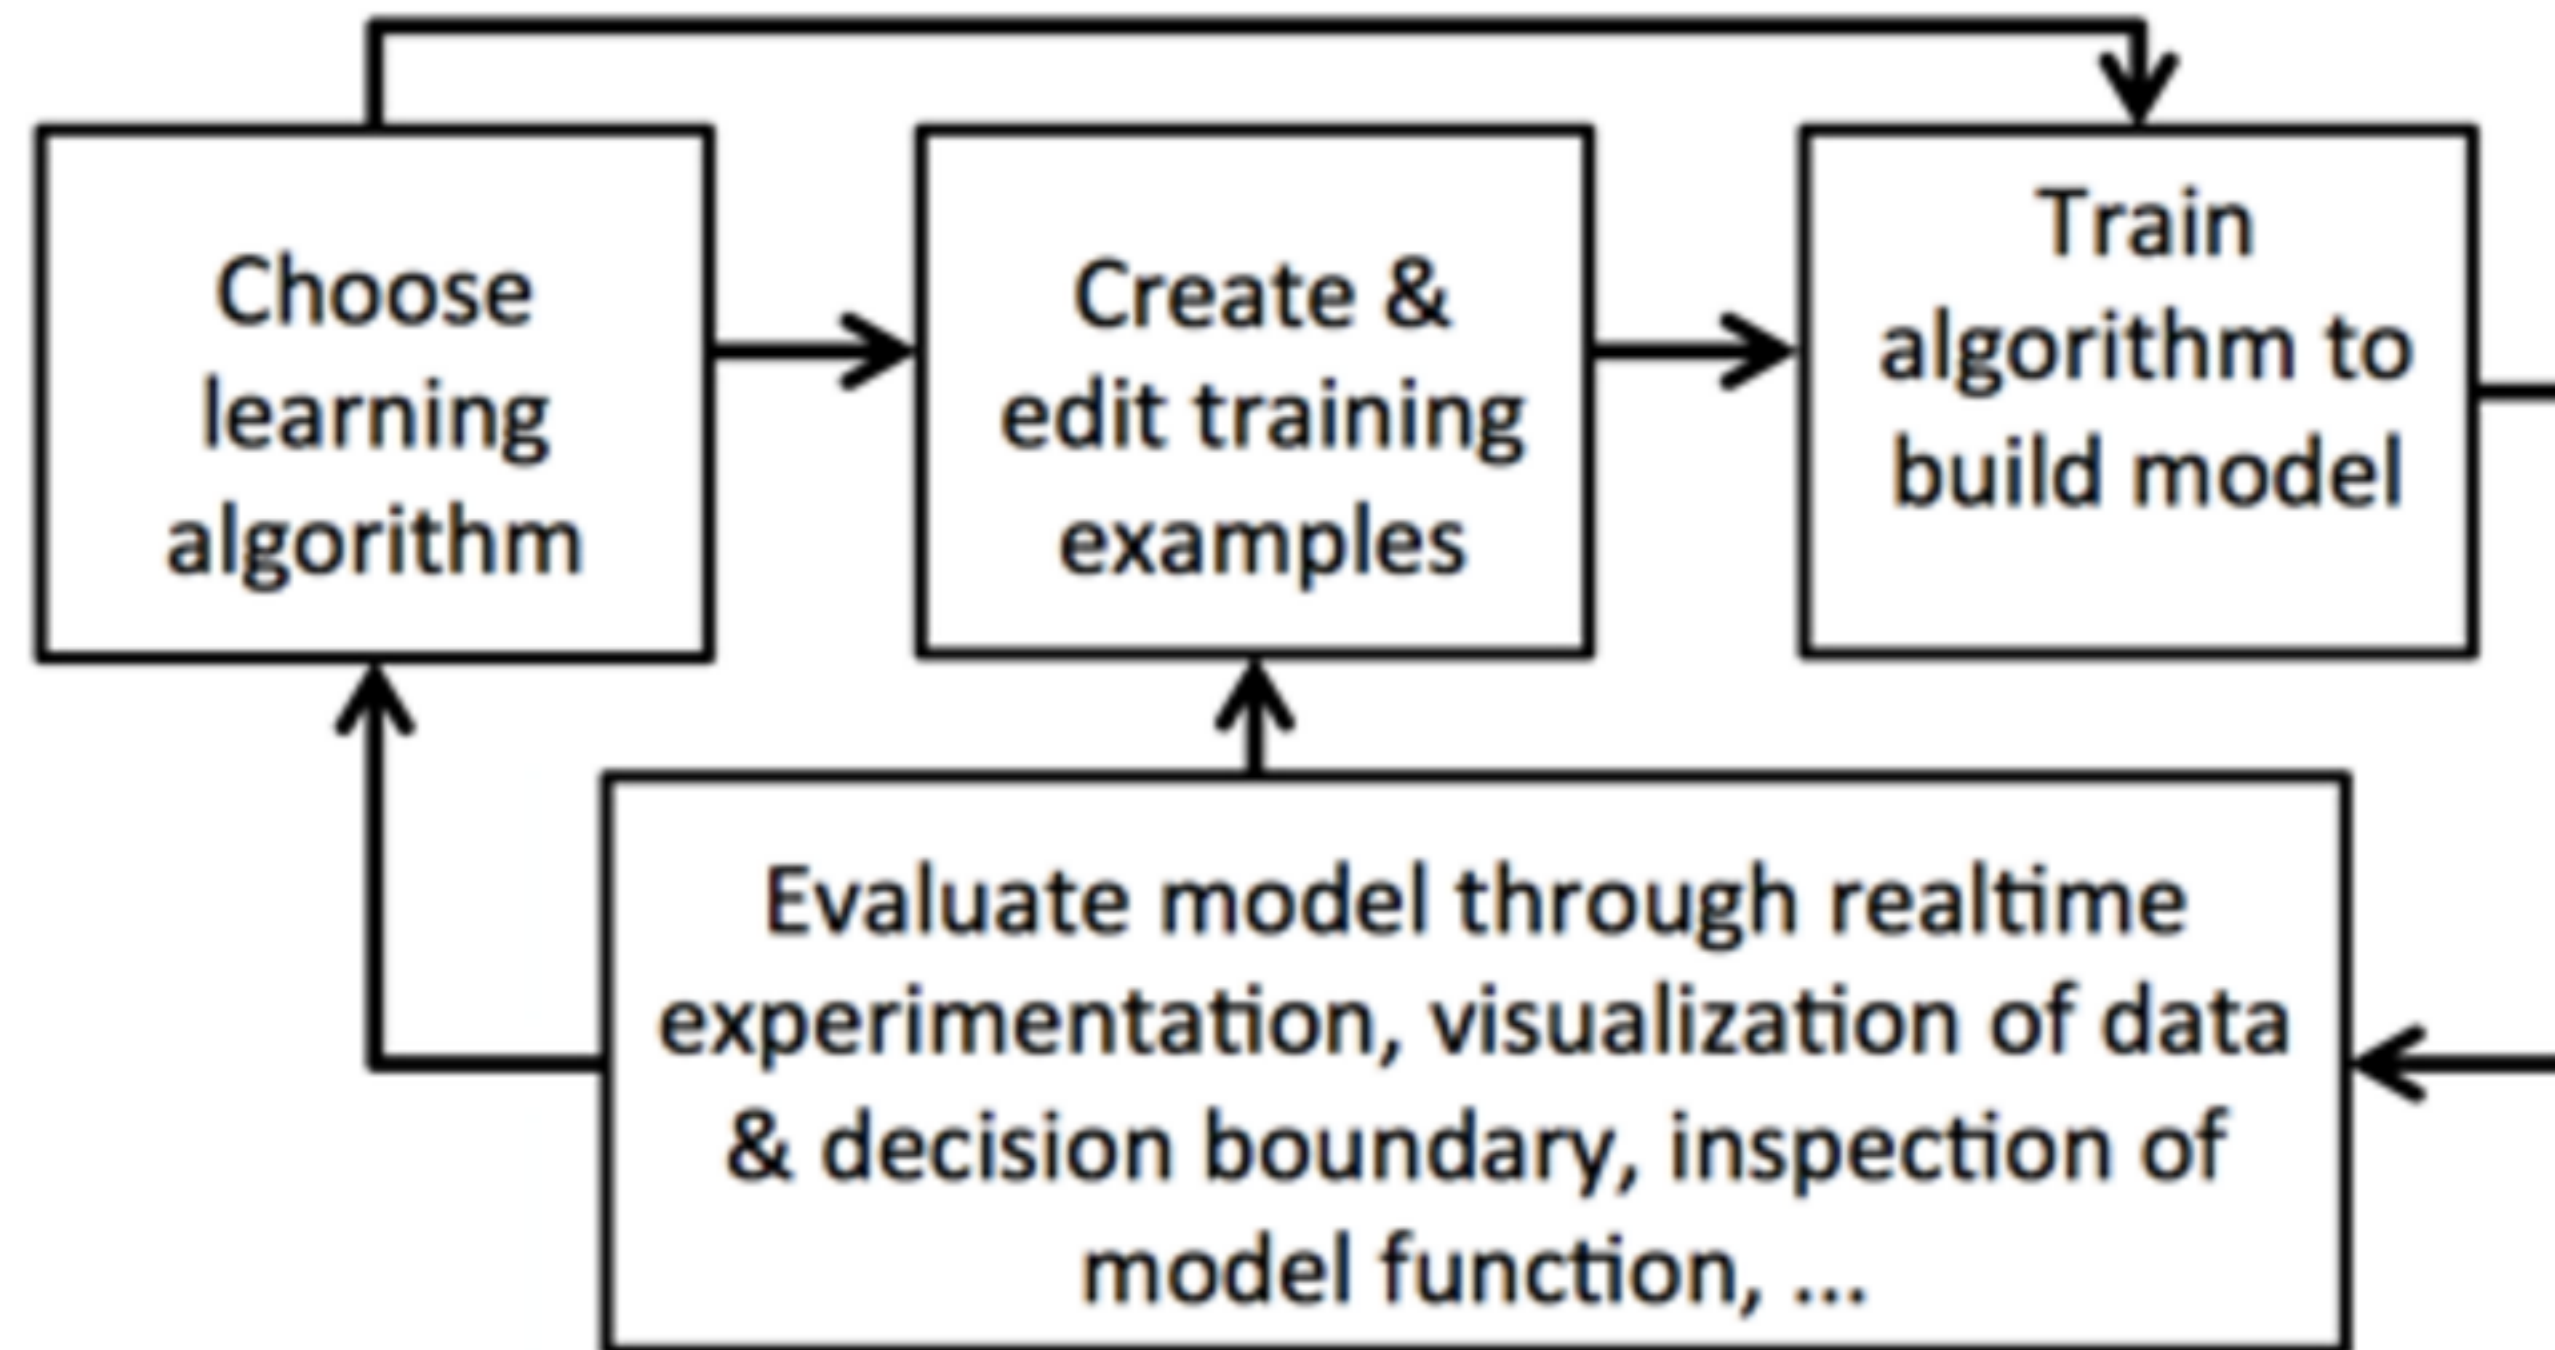 Choose
learning
algorithm
Create &
edit training
examples
Train
algorithm to
build model
Evaluate model through realtime
experimentation, visualization of data
& decision boundary, inspection of
model function, ...